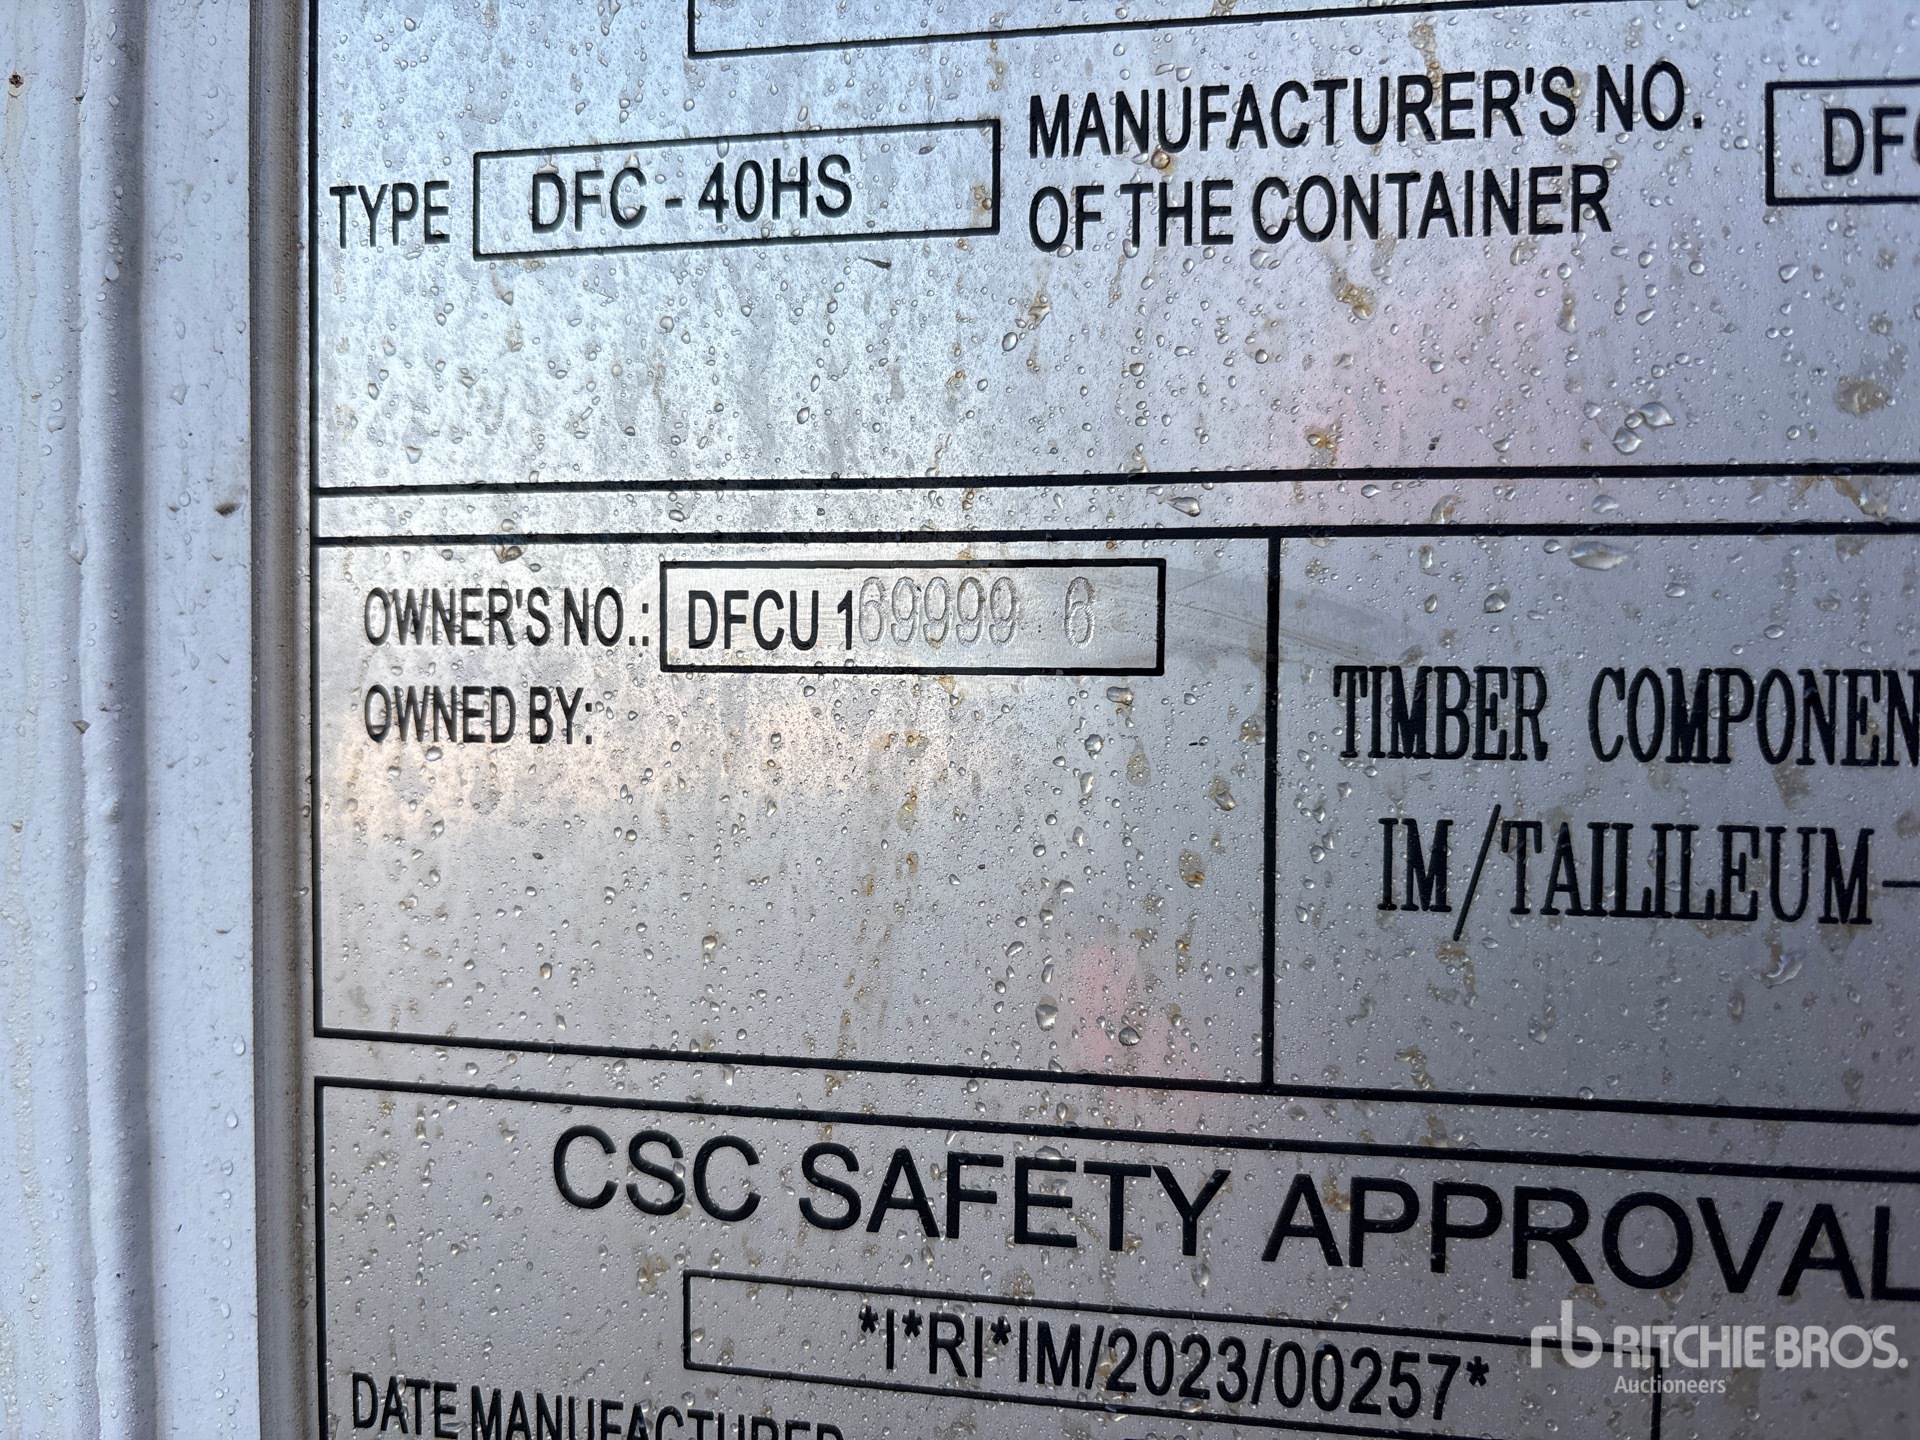 TYPE DFC - 40HS
MANUFACTURER'S NO.
OF THE CONTAINER
OWNER'S NO.: DFCU 169999 6
OWNED BY:
TIMBER
IM/TAILILEUM-
CSC SAFETY APPROVAL
*I*RI*IM/2023/00257*
DATE MANUFACTURED
rb RITCHIE BROS.
Auctioneers